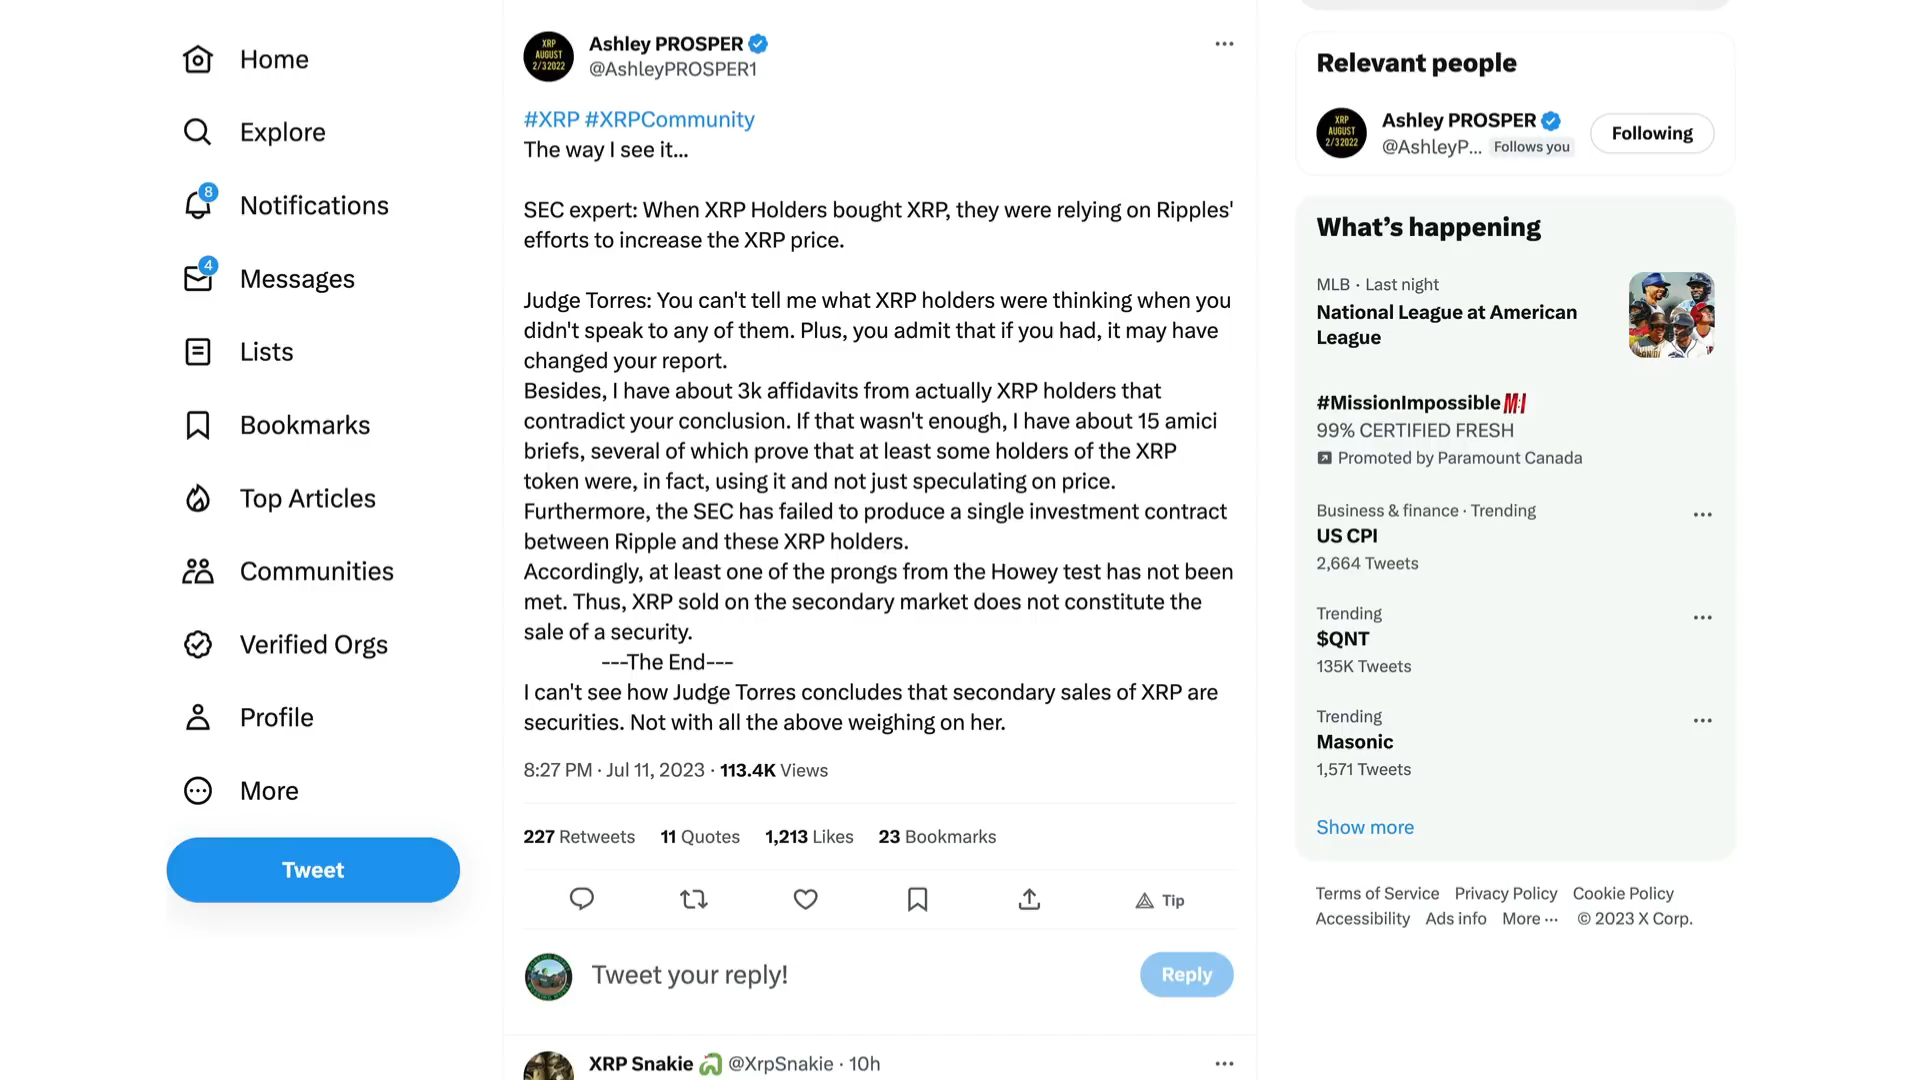 Home
Explore
8
Notifications
4
Messages
Lists
Bookmarks
Top Articles
Communities
Verified Orgs
Profile
More
Tweet
XRP
AUGUST
2/32022
Ashley PROSPER
@AshleyPROSPER1
#XRP #XRPCommunity
The way I see it...
SEC expert: When XRP Holders bought XRP, they were relying on Ripples'
efforts to increase the XRP price.
Judge Torres: You can't tell me what XRP holders were thinking when you
didn't speak to any of them. Plus, you admit that if you had, it may have
changed your report.
Besides, I have about 3k affidavits from actually XRP holders that
contradict your conclusion. If that wasn't enough, I have about 15 amici
briefs, several of which prove that at least some holders of the XRP
token were, in fact, using it and not just speculating on price.
Furthermore, the SEC has failed to produce a single investment contract
between Ripple and these XRP holders.
Accordingly, at least one of the prongs from the Howey test has not been
met. Thus, XRP sold on the secondary market does not constitute the
sale of a security.
---The End---
I can't see how Judge Torres concludes that secondary sales of XRP are
securities. Not with all the above weighing on her.
8:27 PM · Jul 11, 2023 · 113.4K Views
227 Retweets 11 Quotes 1,213 Likes 23 Bookmarks
Tip
Tweet your reply!
Reply
XRP Snakie @XrpSnakie · 10h
Relevant people
XRP
AUGUST
2/32022
Ashley PROSPER
@AshleyP... Follows you
Following
What's happening
MLB · Last night
National League at American
League
#MissionImpossible
99% CERTIFIED FRESH
Promoted by Paramount Canada
Business & finance · Trending
US CPI
2,664 Tweets
Trending
$QNT
135K Tweets
Trending
Masonic
1,571 Tweets
Show more
Terms of Service Privacy Policy Cookie Policy
Accessibility Ads info More ··· © 2023 X Corp.